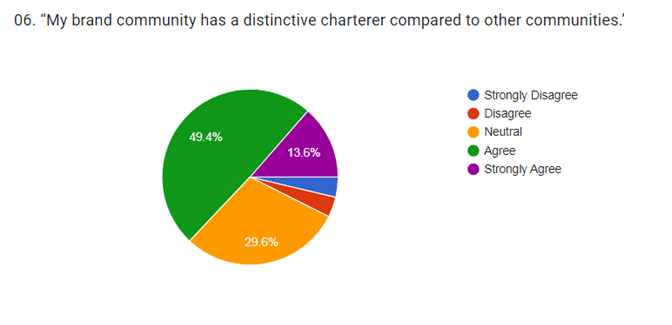 06. “My brand community has a distinctive charterer compared to other communities.’
Strongly Disagree
Disagree
Neutral
Agree
Strongly Agree
49.4%
13.6%
29.6%